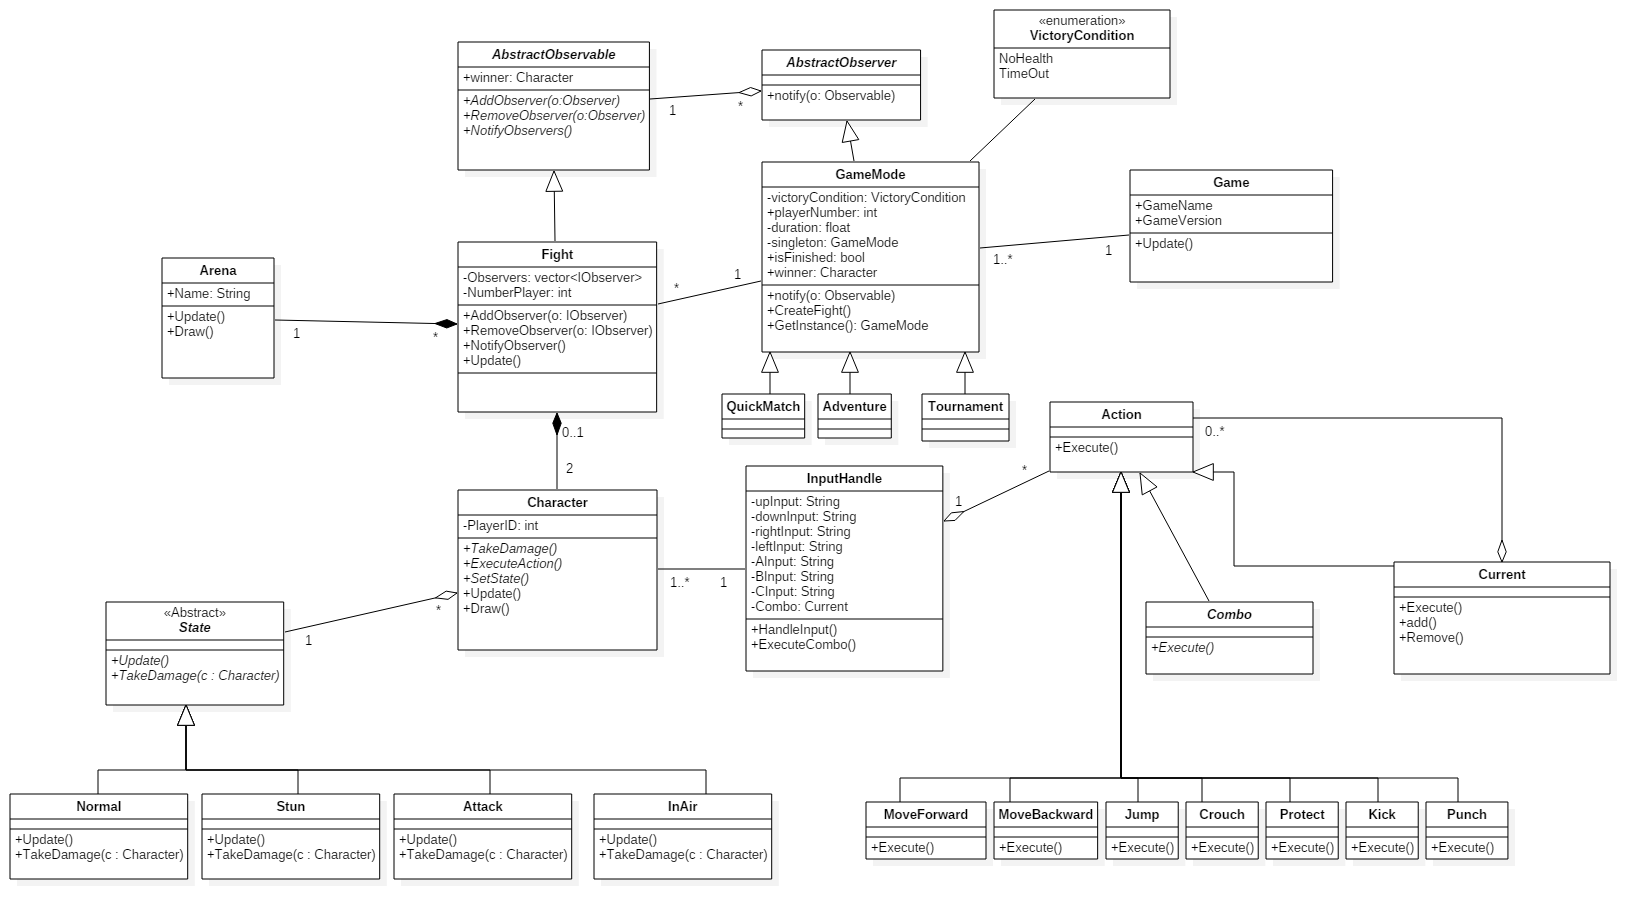 «enumeration»
VictoryCondition
NoHealth
TimeOut
AbstractObservable
+winner: Character
+AddObserver(o:Observer)
+RemoveObserver(o:Observer)
+NotifyObservers()
1
*
AbstractObserver
+notify(o: Observable)
GameMode
-victoryCondition: VictoryCondition
+playerNumber: int
-duration: float
-singleton: GameMode
+isFinished: bool
+winner: Character
+notify(o: Observable)
+CreateFight()
+GetInstance(): GameMode
1..*
1
Game
+GameName
+GameVersion
+Update()
Arena
+Name: String
+Update()
+Draw()
1
*
Fight
-Observers: vector<IObserver>
-NumberPlayer: int
+AddObserver(o: IObserver)
+RemoveObserver(o: IObserver)
+NotifyObserver()
+Update()
*
1
0..1
2
QuickMatch
Adventure
Tournament
Action
+Execute()
0..*
Character
-PlayerID: int
+TakeDamage()
+ExecuteAction()
+SetState()
+Update()
+Draw()
1..*
1
InputHandle
-upInput: String
-downInput: String
-rightInput: String
-leftInput: String
-AInput: String
-BInput: String
-CInput: String
-Combo: Current
+HandleInput()
+ExecuteCombo()
1
*
Combo
+Execute()
Current
+Execute()
+add()
+Remove()
«Abstract»
State
+Update()
+TakeDamage(c : Character)
1
*
Normal
+Update()
+TakeDamage(c : Character)
Stun
+Update()
+TakeDamage(c : Character)
Attack
+Update()
+TakeDamage(c : Character)
InAir
+Update()
+TakeDamage(c : Character)
MoveForward
+Execute()
MoveBackward
+Execute()
Jump
+Execute()
Crouch
+Execute()
Protect
+Execute()
Kick
+Execute()
Punch
+Execute()